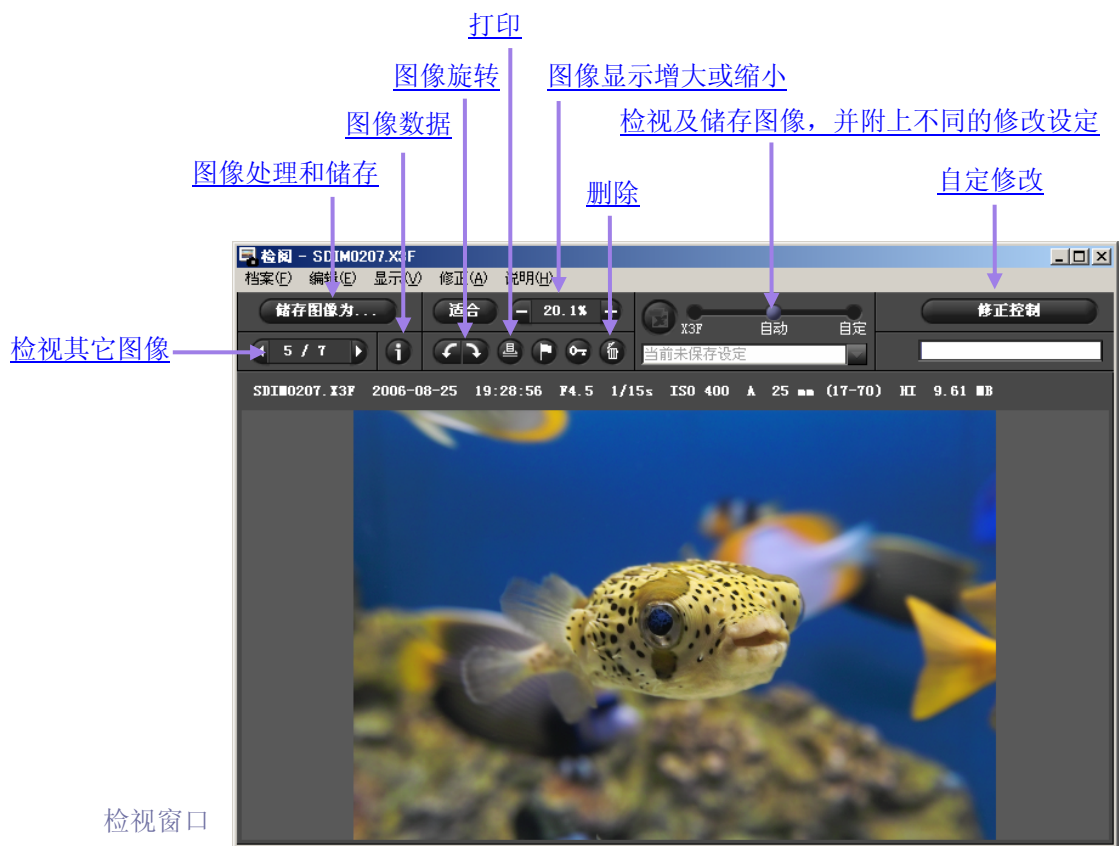 打印
图像旋转
图像显示增大或缩小
图像数据
检视及储存图像，并附上不同的修改设定
图像处理和储存
删除
自定修改
检阅 - SDIM0207.X3F
档案(F) 编辑(E) 显示(V) 修正(A) 说明(H)
储存图像为... 适合 20.1% X3F 自动 自定 修正控制
检视其它图像
5 / 7 当前未保存设定
SDIM0207.X3F 2006-08-25 19:28:56 F4.5 1/15s ISO 400 A 25 mm (17-70) HI 9.61 MB
检视窗口